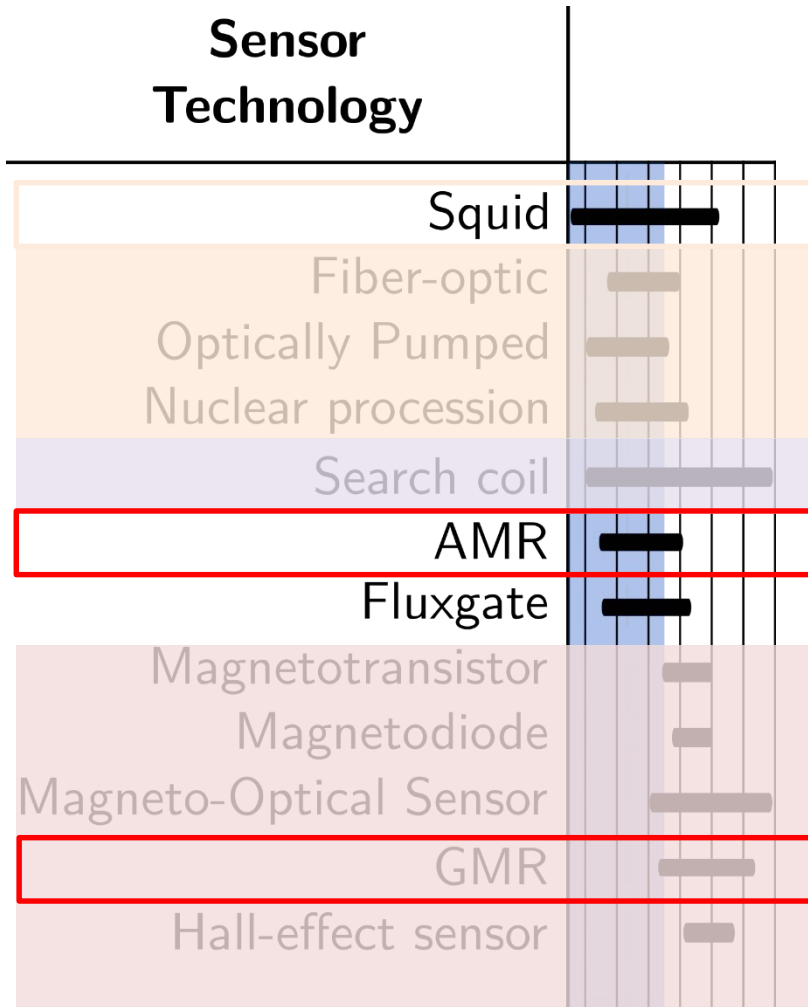 Sensor
Technology
Squid
Fiber-optic
Optically Pumped
Nuclear procession
Search coil
AMR
Fluxgate
Magnetotransistor
Magnetodiode
Magneto-Optical Sensor
GMR
Hall-effect sensor